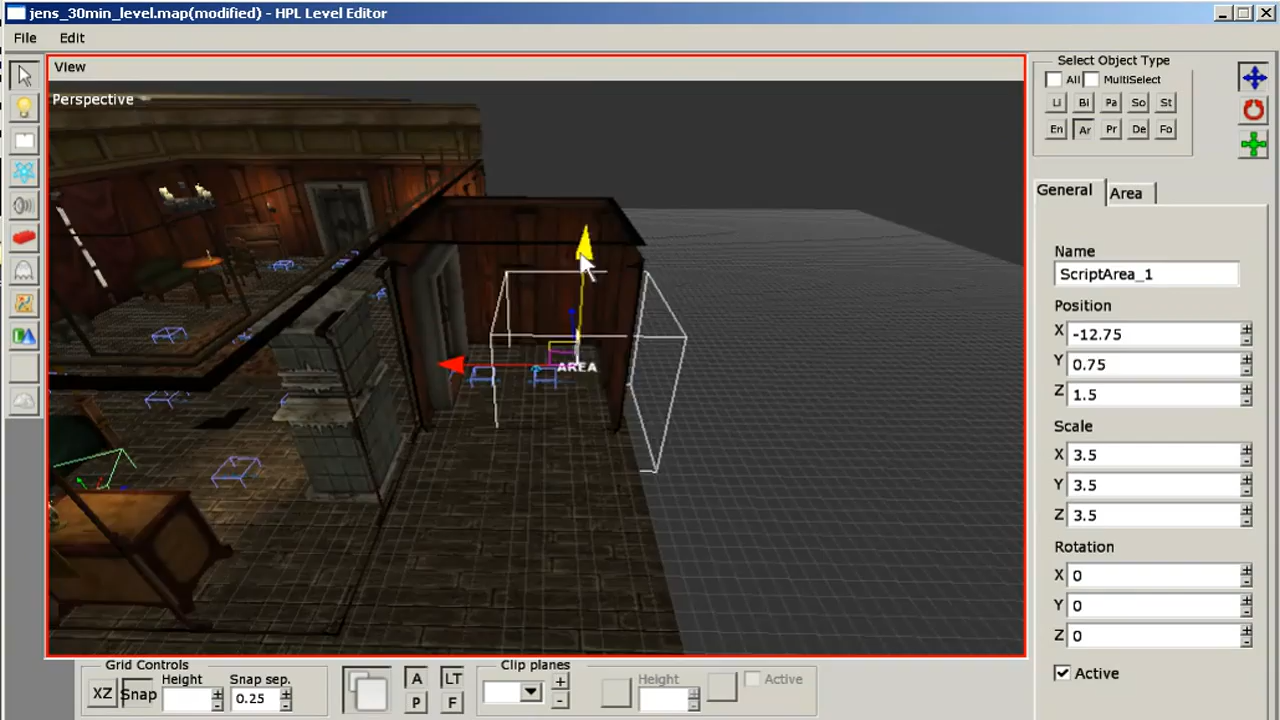 jens_30min_level.map(modified) - HPL Level Editor
File Edit
View
Perspective
AREA
Select Object Type
All MultiSelect
Li Bi Pa So St
En Ar Pr De Fo
General Area
Name
ScriptArea_1
Position
X -12.75
Y 0.75
Z 1.5
Scale
X 3.5
Y 3.5
Z 3.5
Rotation
X 0
Y 0
Z 0
Active
Grid Controls
XZ Snap Height Snap sep. 0.25
A LT
P F
Clip planes
+
-
Height Active